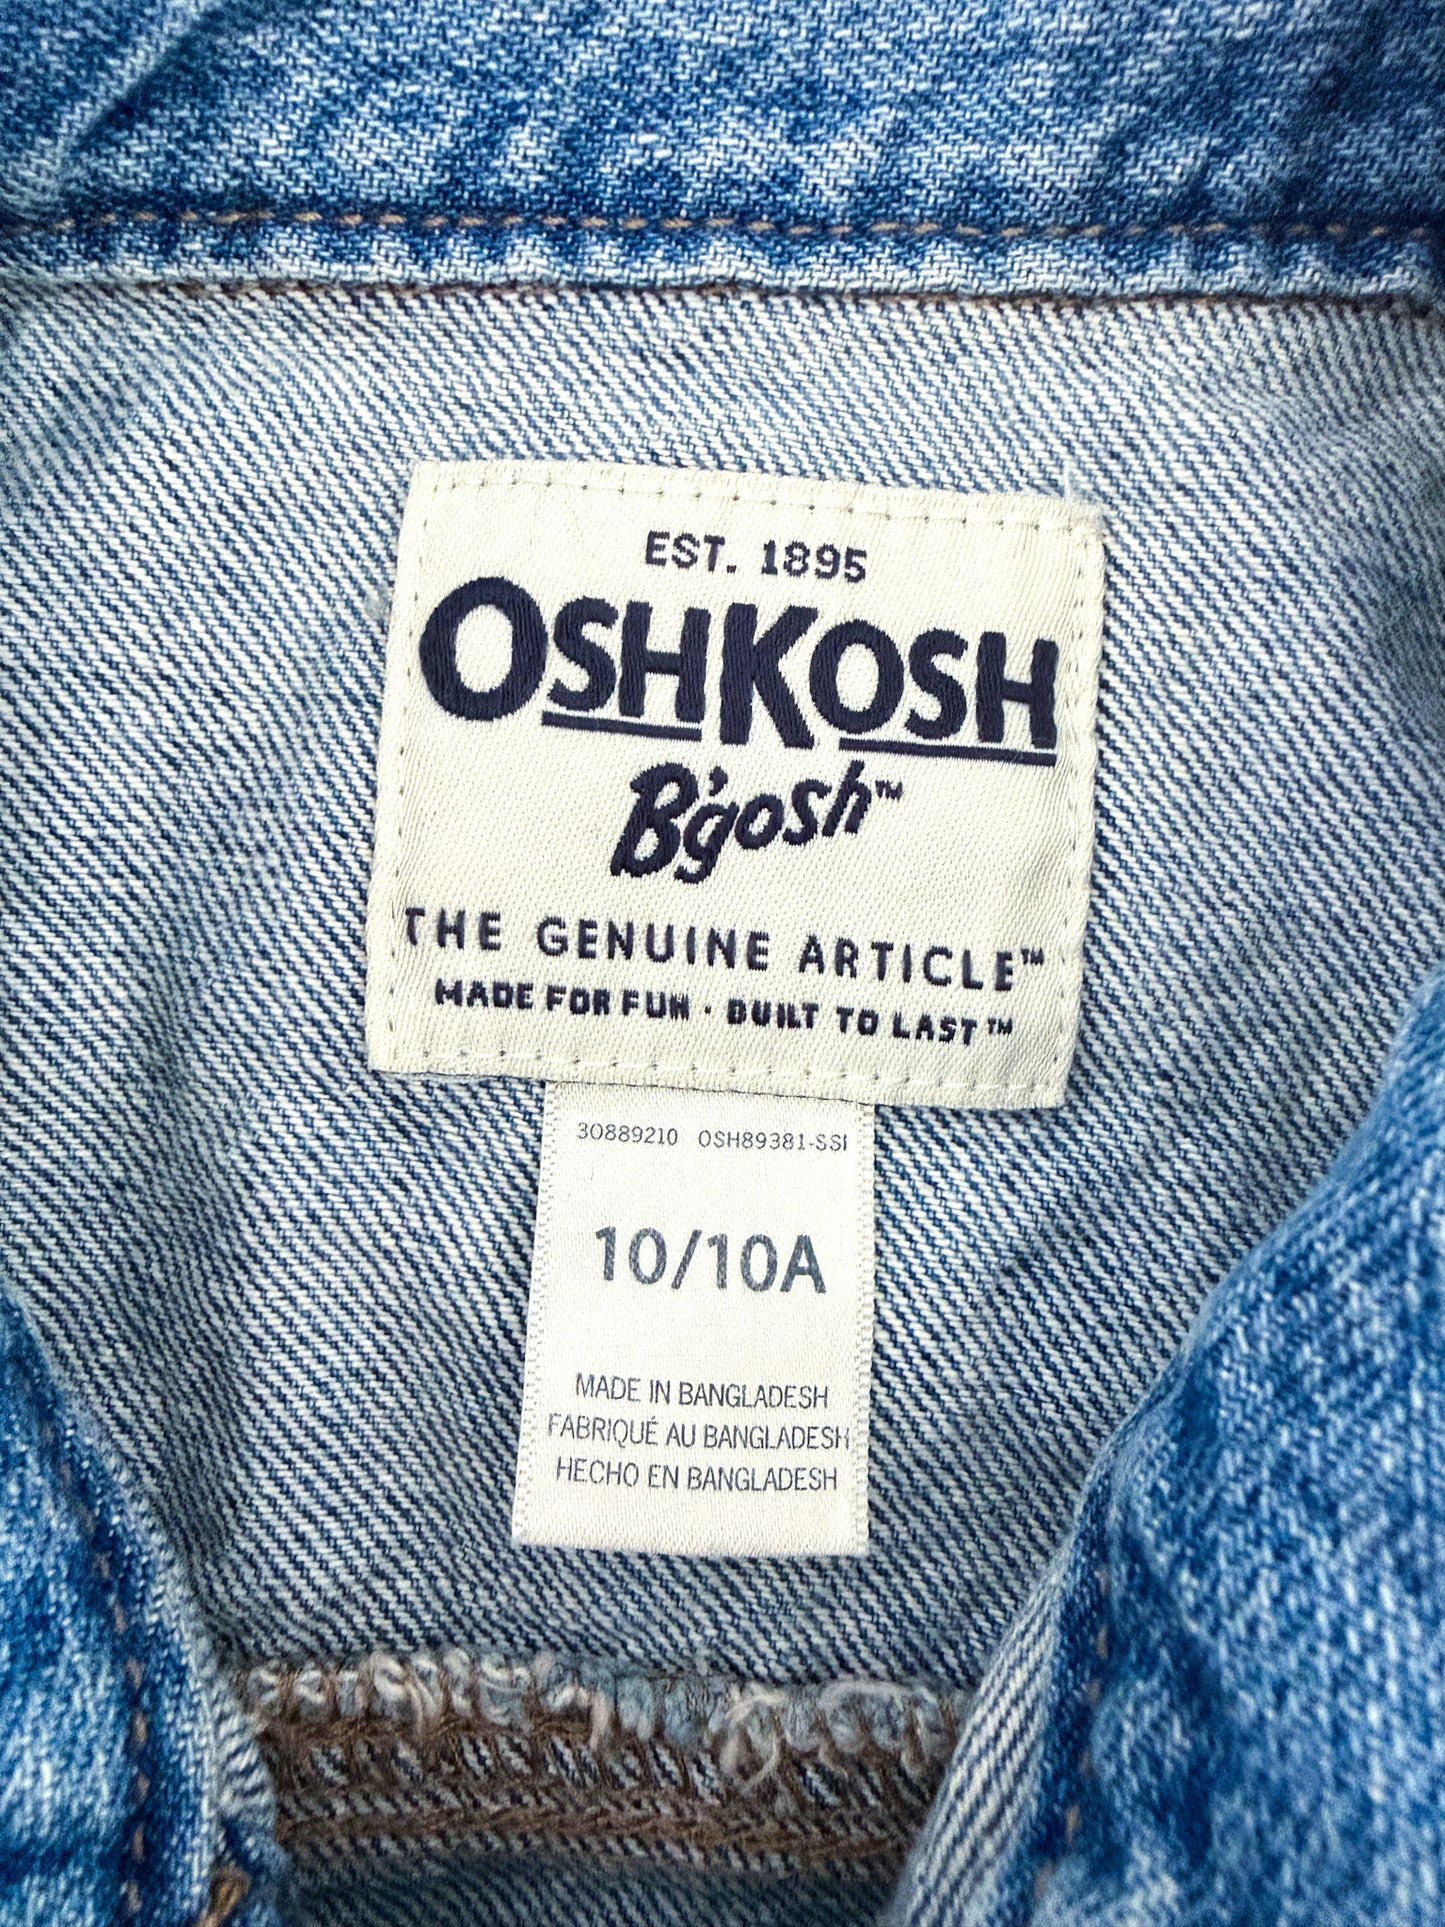 EST. 1895
OSHKOSH
B'gosh™
THE GENUINE ARTICLE™
MADE FOR FUN · BUILT TO LAST™
30889210 OSH89381-SSI
10/10A
MADE IN BANGLADESH
FABRIQUÉ AU BANGLADESH
HECHO EN BANGLADESH